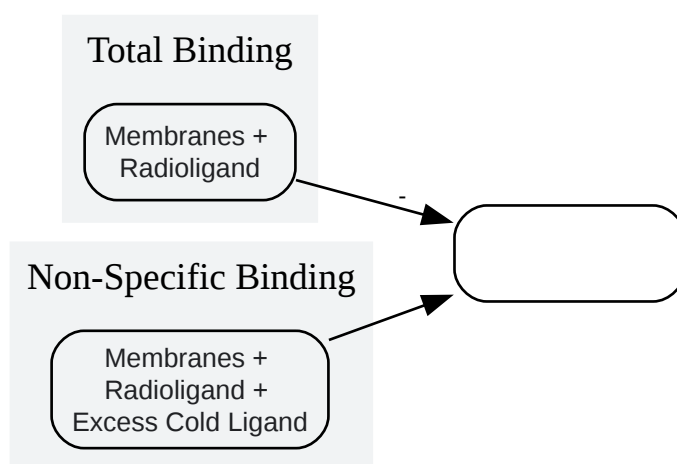 Total Binding
Membranes +
Radioligand
-
Non-Specific Binding
Membranes +
Radioligand +
Excess Cold Ligand